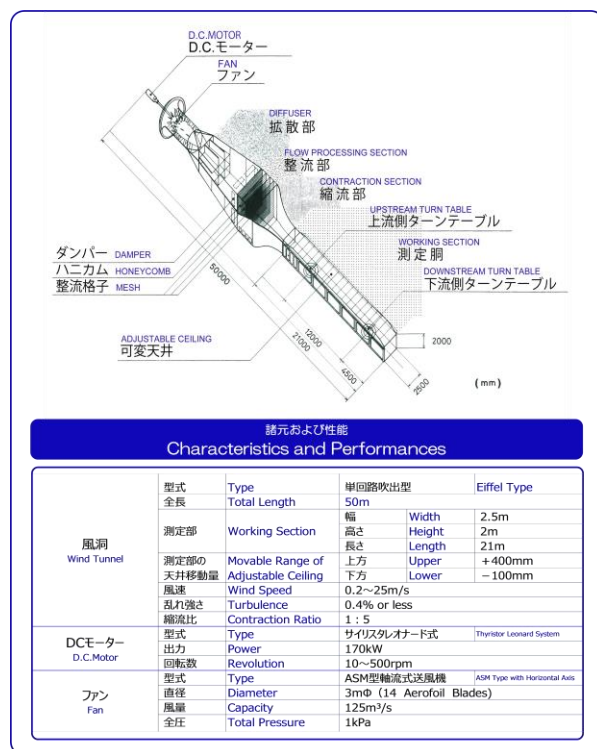 D.C.MOTOR
D.C.モーター
FAN
ファン
DIFFUSER
拡散部
FLOW PROCESSING SECTION
整流部
CONTRACTION SECTION
縮流部
UPSTREAM TURN TABLE
上流側ターンテーブル
WORKING SECTION
測定胴
DOWNSTREAM TURN TABLE
下流側ターンテーブル
ダンパー DAMPER
ハニカム HONEYCOMB
整流格子 MESH
ADJUSTABLE CEILING
可変天井
50000
12000
21000
4500
2500
2000
(mm)
諸元および性能
Characteristics and Performances
風洞
Wind Tunnel
型式 Type 単回路吹出型 Eiffel Type
全長 Total Length 50m
測定部 Working Section 幅 Width 2.5m
高さ Height 2m
長さ Length 21m
測定部の Movable Range of 上方 Upper +400mm
天井移動量 Adjustable Ceiling 下方 Lower −100mm
風速 Wind Speed 0.2～25m/s
乱れ強さ Turbulence 0.4% or less
縮流比 Contraction Ratio 1：5
DCモーター
D.C.Motor
型式 Type サイリスタレオナード式 Thyristor Leonard System
出力 Power 170kW
回転数 Revolution 10～500rpm
ファン
Fan
型式 Type ASM型軸流式送風機 ASM Type with Horizontal Axis
直径 Diameter 3mΦ（14 Aerofoil Blades)
風量 Capacity 125m³/s
全圧 Total Pressure 1kPa